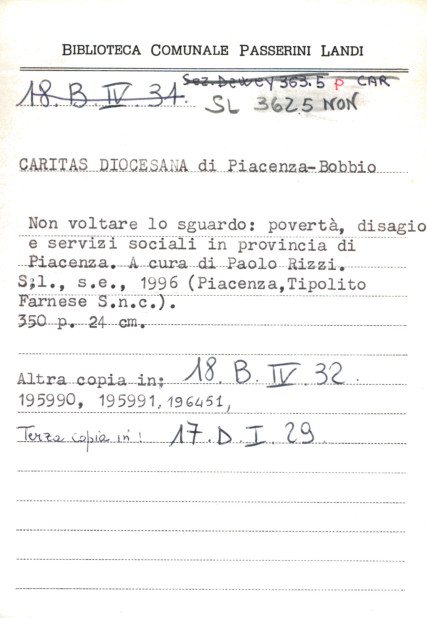 BIBLIOTECA COMUNALE PASSERINI LANDI
Sez. Dewey 363.5 p CAR
18. B. IV. 34.
SL 362.5 NON
CARITAS DIOCESANA di Piacenza-Bobbio
Non voltare lo sguardo: povertà, disagio
e servizi sociali in provincia di
Piacenza. A cura di Paolo Rizzi.
S;l., s.e., 1996 (Piacenza,Tipolito
Farnese S.n.c.).
350 p. 24 cm.
Altra copia in: 18. B. IV. 32.
195990, 195991, 196451,
Terza copia in: 17. D. I. 29